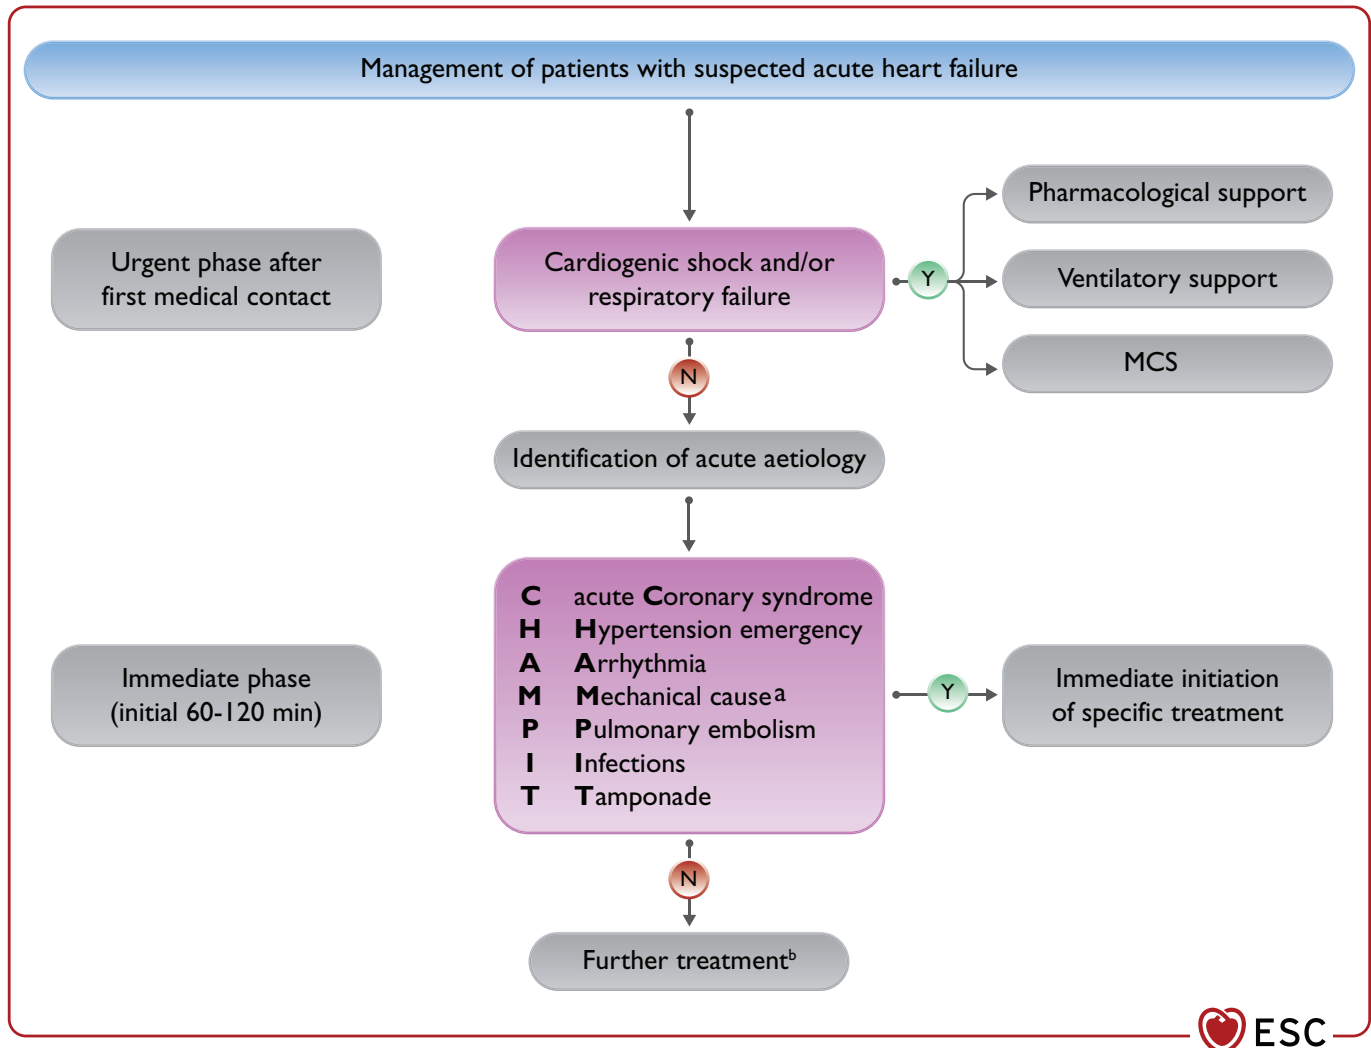 Management of patients with suspected acute heart failure
Urgent phase after
first medical contact
Cardiogenic shock and/or
respiratory failure
Y
Pharmacological support
Ventilatory support
MCS
N
Identification of acute aetiology
Immediate phase
(initial 60-120 min)
C acute Coronary syndrome
H Hypertension emergency
A Arrhythmia
M Mechanical causeᵃ
P Pulmonary embolism
I Infections
T Tamponade
Y
Immediate initiation
of specific treatment
N
Further treatmentᵇ
ESC